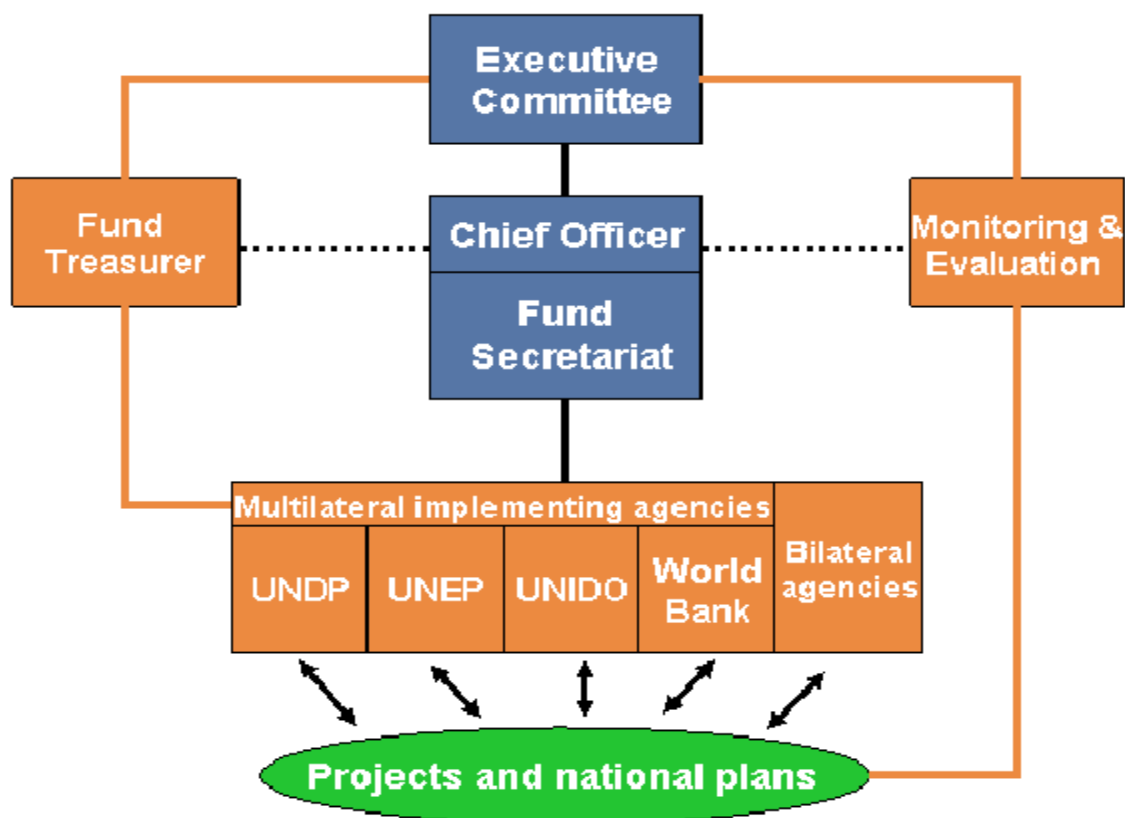 Executive
Committee
Fund
Treasurer
Chief Officer
Monitoring &
Evaluation
Fund
Secretariat
Multilateral implementing agencies
UNDP
UNEP
UNIDO
World
Bank
Bilateral
agencies
Projects and national plans